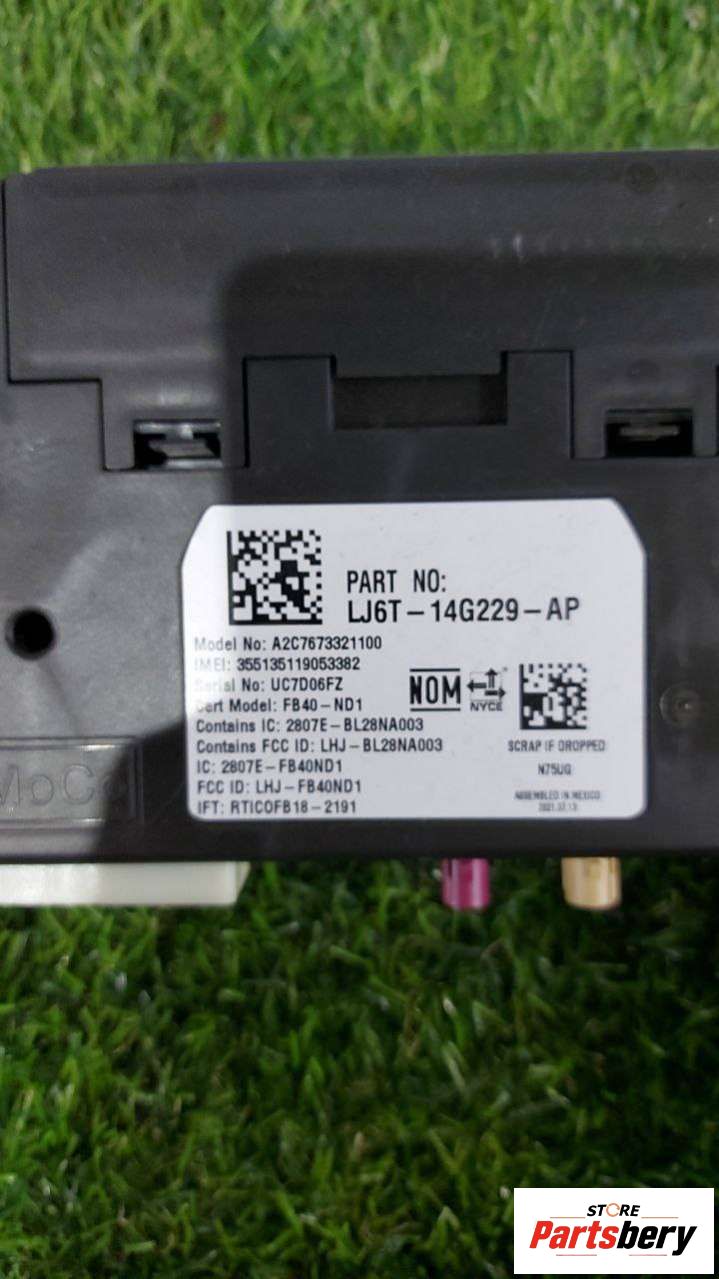 PART NO:
LJ6T-14G229-AP
Model No: A2C7673321100
IMEI: 355135119053382
Serial No: UC7D06FZ
Cert Model: FB40-ND1
Contains IC: 2807E-BL28NA003
Contains FCC ID: LHJ-BL28NA003
IC: 2807E-FB40ND1
FCC ID: LHJ-FB40ND1
IFT: RTICOFB18-2191
NOM
NYCE
SCRAP IF DROPPED
N75UQ
ASSEMBLED IN MEXICO
MoCo
STORE
Partsbery